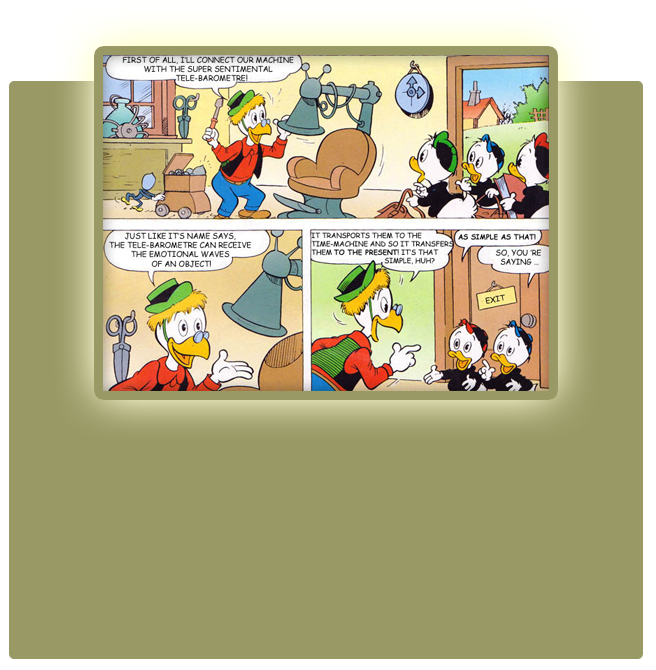 FIRST OF ALL, I'LL CONNECT OUR MACHINE
WITH THE SUPER SENTIMENTAL
TELE-BAROMETRE!
JUST LIKE IT'S NAME SAYS,
THE TELE-BAROMETRE CAN RECEIVE
THE EMOTIONAL WAVES
OF AN OBJECT!
IT TRANSPORTS THEM TO THE
TIME-MACHINE AND SO IT TRANSFERS
THEM TO THE PRESENT! IT'S THAT
SIMPLE, HUH?
AS SIMPLE AS THAT!
SO, YOU'RE
SAYING ...
EXIT